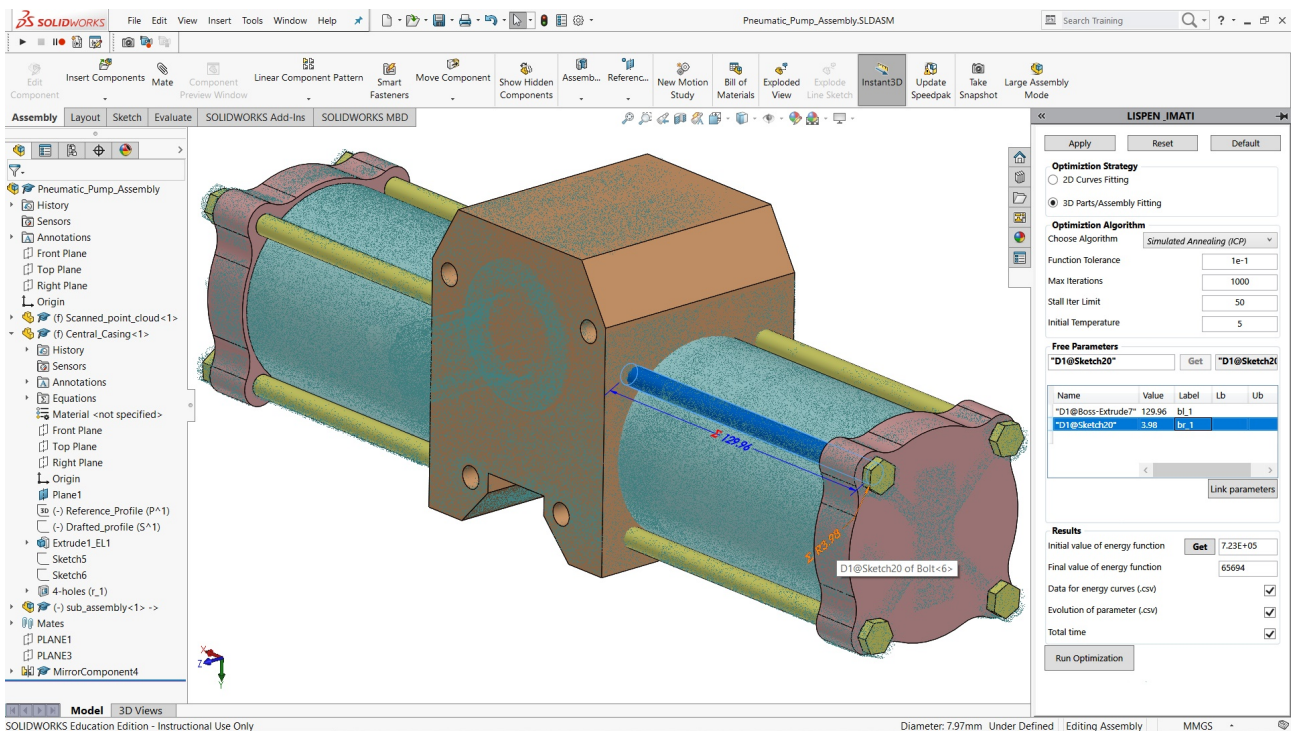 SOLIDWORKS File Edit View Insert Tools Window Help Pneumatic_Pump_Assembly.SLDASM Search Training
Edit Component
Insert Components
Mate
Component Preview Window
Linear Component Pattern
Smart Fasteners
Move Component
Show Hidden Components
Assemb...
Referenc...
New Motion Study
Bill of Materials
Exploded View
Explode Line Sketch
Instant3D
Update Speedpak
Take Snapshot
Large Assembly Mode
Assembly Layout Sketch Evaluate SOLIDWORKS Add-Ins SOLIDWORKS MBD
Pneumatic_Pump_Assembly
History
Sensors
Annotations
Front Plane
Top Plane
Right Plane
Origin
(f) Scanned_point_cloud<1>
(f) Central_Casing<1>
History
Sensors
Annotations
Equations
Material <not specified>
Front Plane
Top Plane
Right Plane
Origin
Plane1
(-) Reference_Profile (P^1)
(-) Drafted_profile (S^1)
Extrude1_EL1
Sketch5
Sketch6
4-holes (r_1)
(-) sub_assembly<1> ->
Mates
PLANE1
PLANE3
MirrorComponent4
Σ 129.96
Σ R3.98
D1@Sketch20 of Bolt<6>
X
Z
Y
LISPEN_IMATI
Apply Reset Default
Optimiztion Strategy
2D Curves Fitting
3D Parts/Assembly Fitting
Optimiztion Algorithm
Choose Algorithm Simulated Annealing (ICP)
Function Tolerance 1e-1
Max Iterations 1000
Stall Iter Limit 50
Initial Temperature 5
Free Parameters
"D1@Sketch20" Get "D1@Sketch20
Name Value Label Lb Ub
"D1@Boss-Extrude7" 129.96 bl_1
"D1@Sketch20" 3.98 br_1
Link parameters
Results
Initial value of energy function Get 7.23E+05
Final value of energy function 65694
Data for energy curves (.csv)
Evolution of parameter (.csv)
Total time
Run Optimization
Model 3D Views
SOLIDWORKS Education Edition - Instructional Use Only Diameter: 7.97mm Under Defined Editing Assembly MMGS